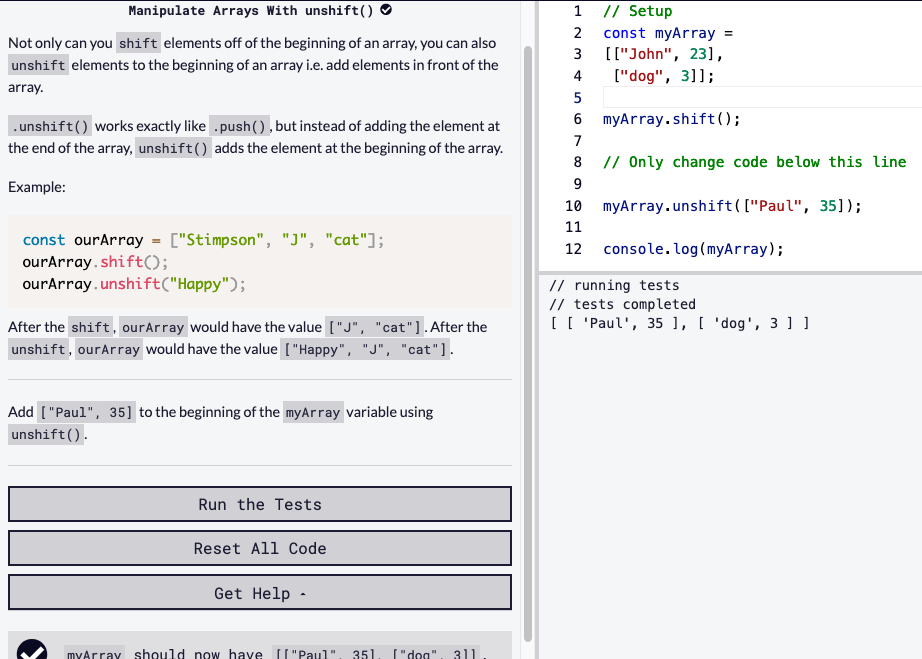 Manipulate Arrays With unshift()
Not only can you shift elements off of the beginning of an array, you can also
unshift elements to the beginning of an array i.e. add elements in front of the
array.
.unshift() works exactly like .push(), but instead of adding the element at
the end of the array, unshift() adds the element at the beginning of the array.
Example:
const ourArray = ["Stimpson", "J", "cat"];
ourArray.shift();
ourArray.unshift("Happy");
After the shift, ourArray would have the value ["J", "cat"]. After the
unshift, ourArray would have the value ["Happy", "J", "cat"].
Add ["Paul", 35] to the beginning of the myArray variable using
unshift().
Run the Tests
Reset All Code
Get Help
myArray should now have [["Paul", 35], ["dog", 3]].
1 // Setup
2 const myArray =
3 [["John", 23],
4 ["dog", 3]];
5
6 myArray.shift();
7
8 // Only change code below this line
9
10 myArray.unshift(["Paul", 35]);
11
12 console.log(myArray);
// running tests
// tests completed
[ [ 'Paul', 35 ], [ 'dog', 3 ] ]